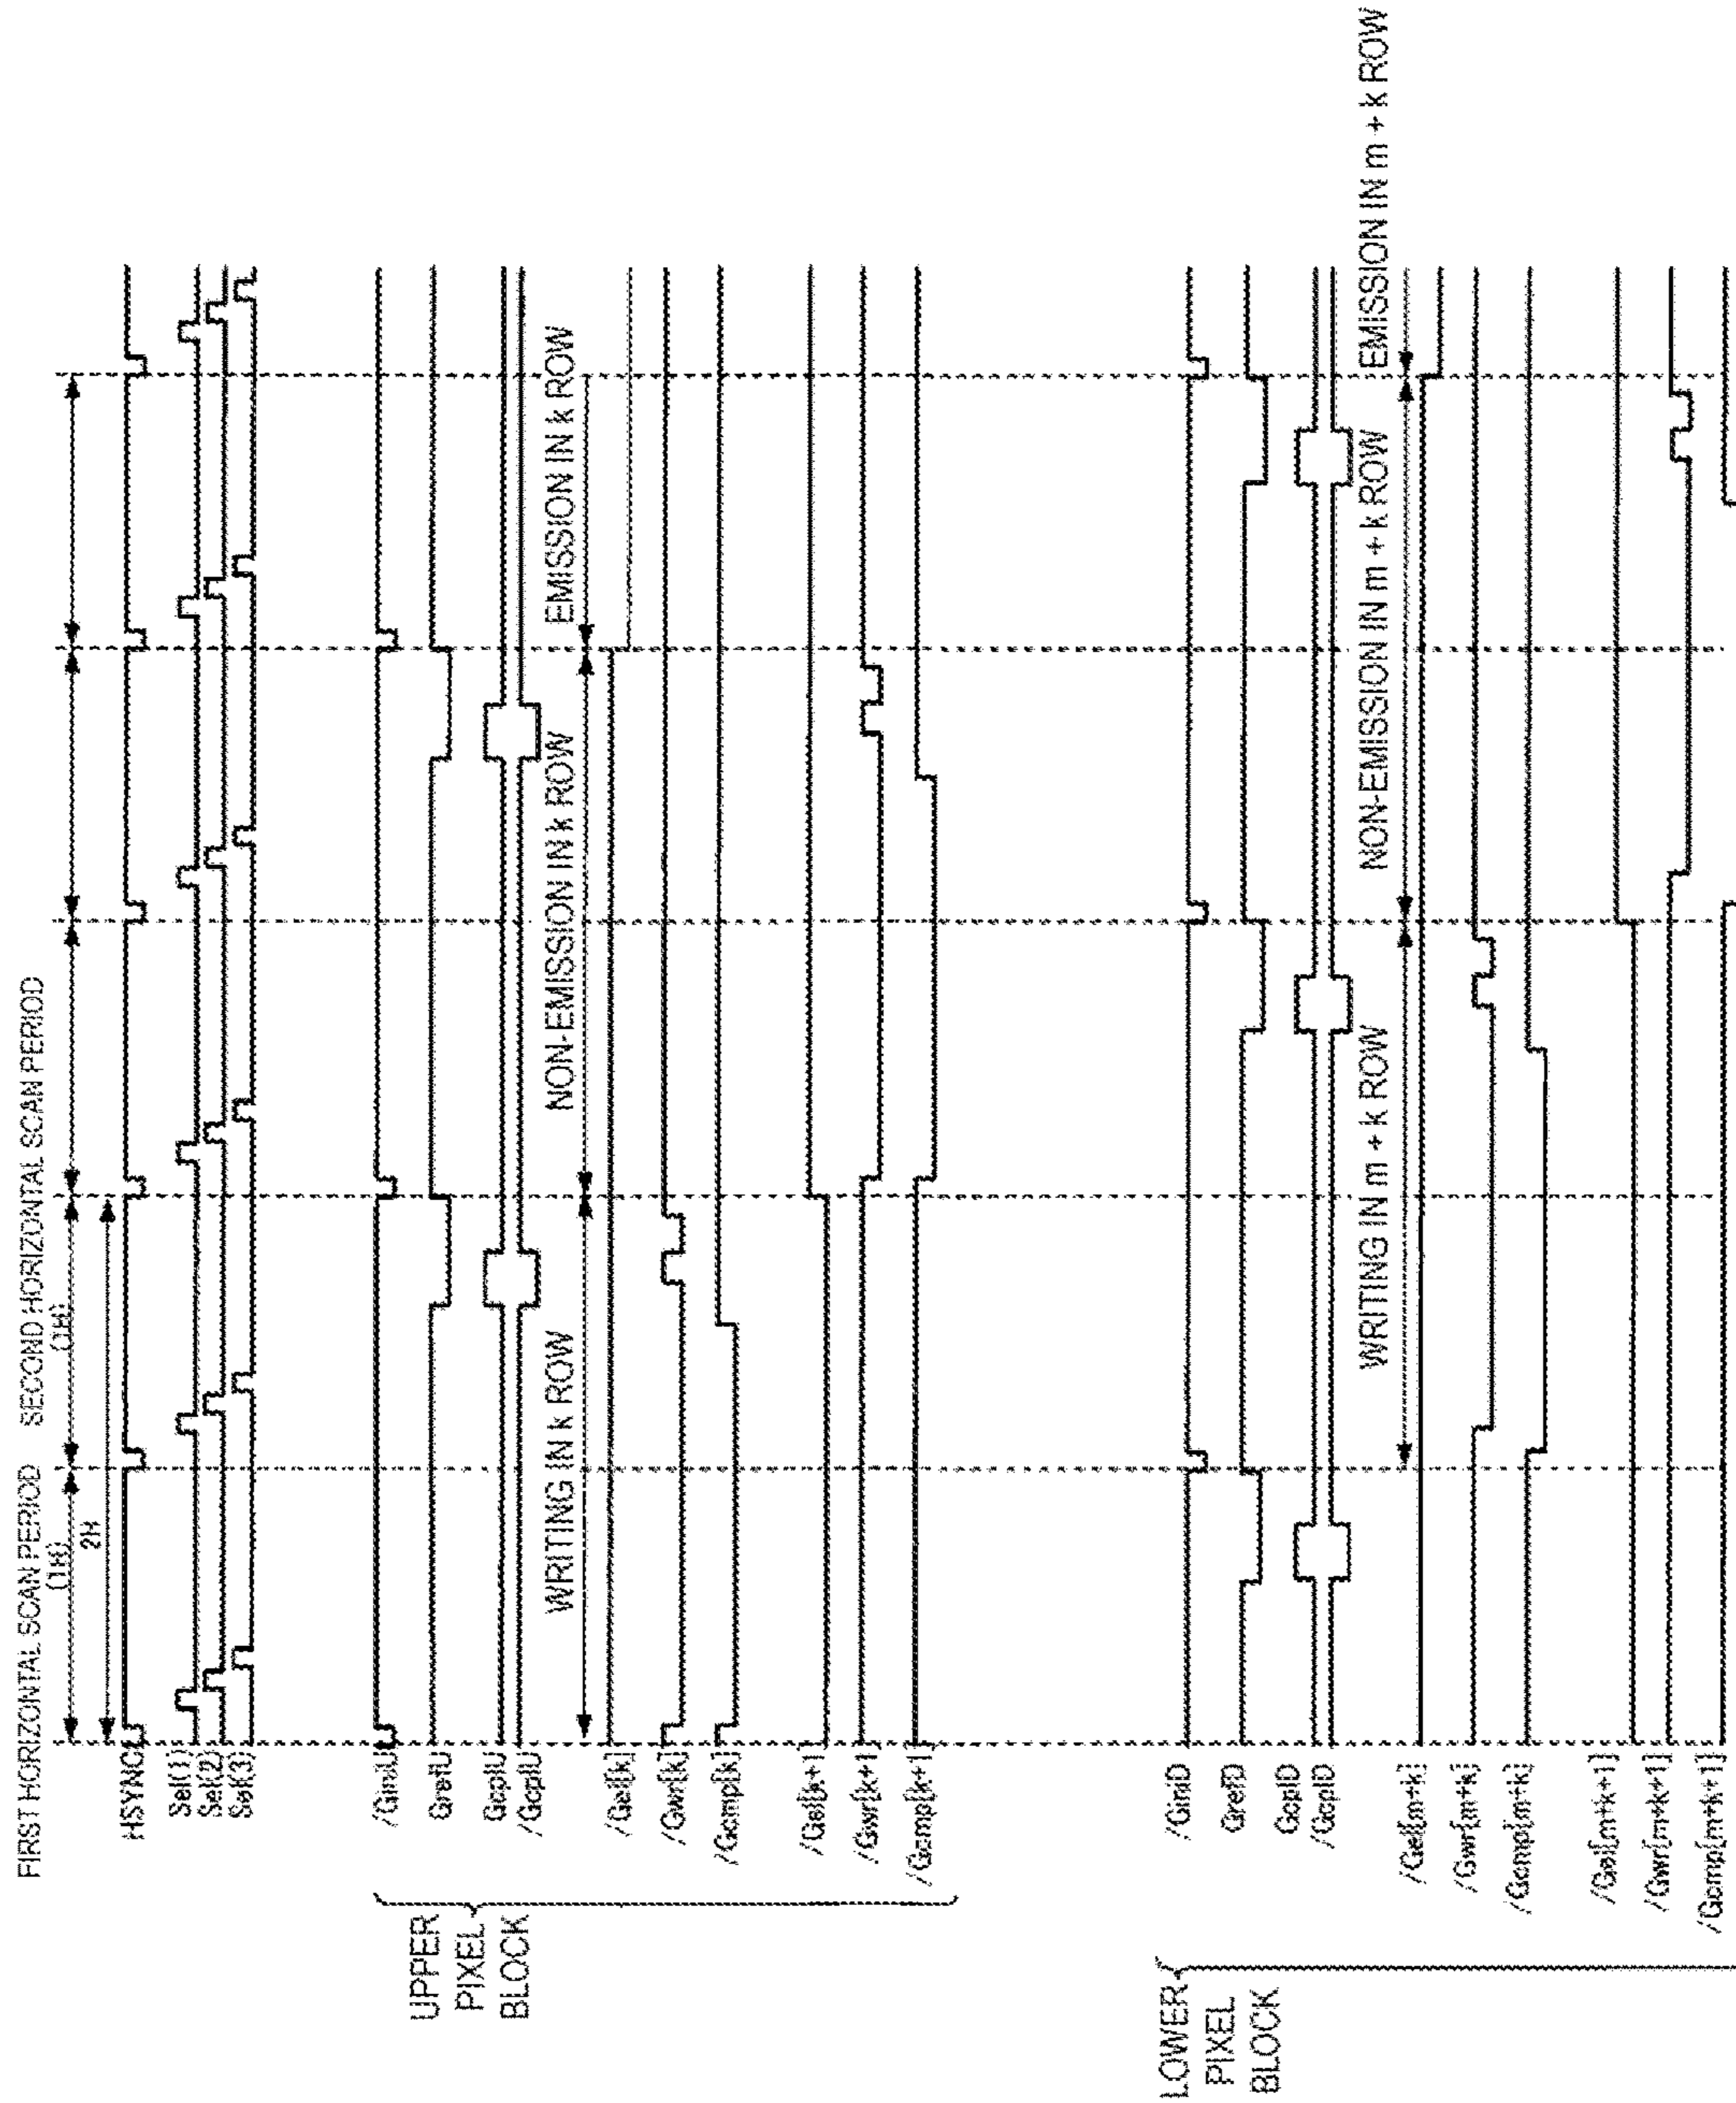 FIRST HORIZONTAL SCAN PERIOD
(1H)
SECOND HORIZONTAL SCAN PERIOD
(1H)
2H
HSYNC
Sel(1)
Sel(2)
Sel(3)
UPPER
PIXEL
BLOCK
/GiniU
GrefU
GcplU
/GcplU
WRITING IN k ROW
NON-EMISSION IN k ROW
EMISSION IN k ROW
/Gel[k]
/Gwr[k]
/Gcmp[k]
/Gel[k+1]
/Gwr[k+1]
/Gcmp[k+1]
LOWER
PIXEL
BLOCK
/GiniD
GrefD
GcplD
/GcplD
WRITING IN m + k ROW
NON-EMISSION IN m + k ROW
EMISSION IN m + k ROW
/Gel[m+k]
/Gwr[m+k]
/Gcmp[m+k]
/Gel[m+k+1]
/Gwr[m+k+1]
/Gcmp[m+k+1]